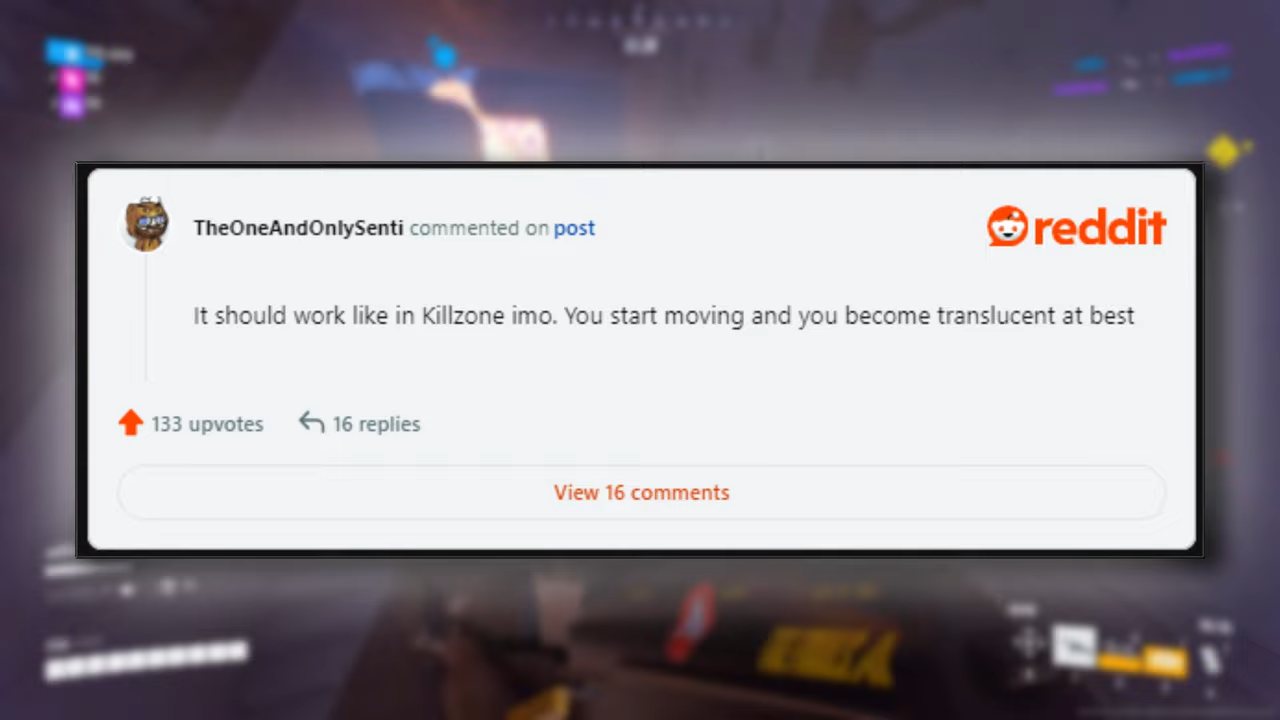 TheOneAndOnlySenti commented on post
reddit
It should work like in Killzone imo. You start moving and you become translucent at best
133 upvotes
16 replies
View 16 comments